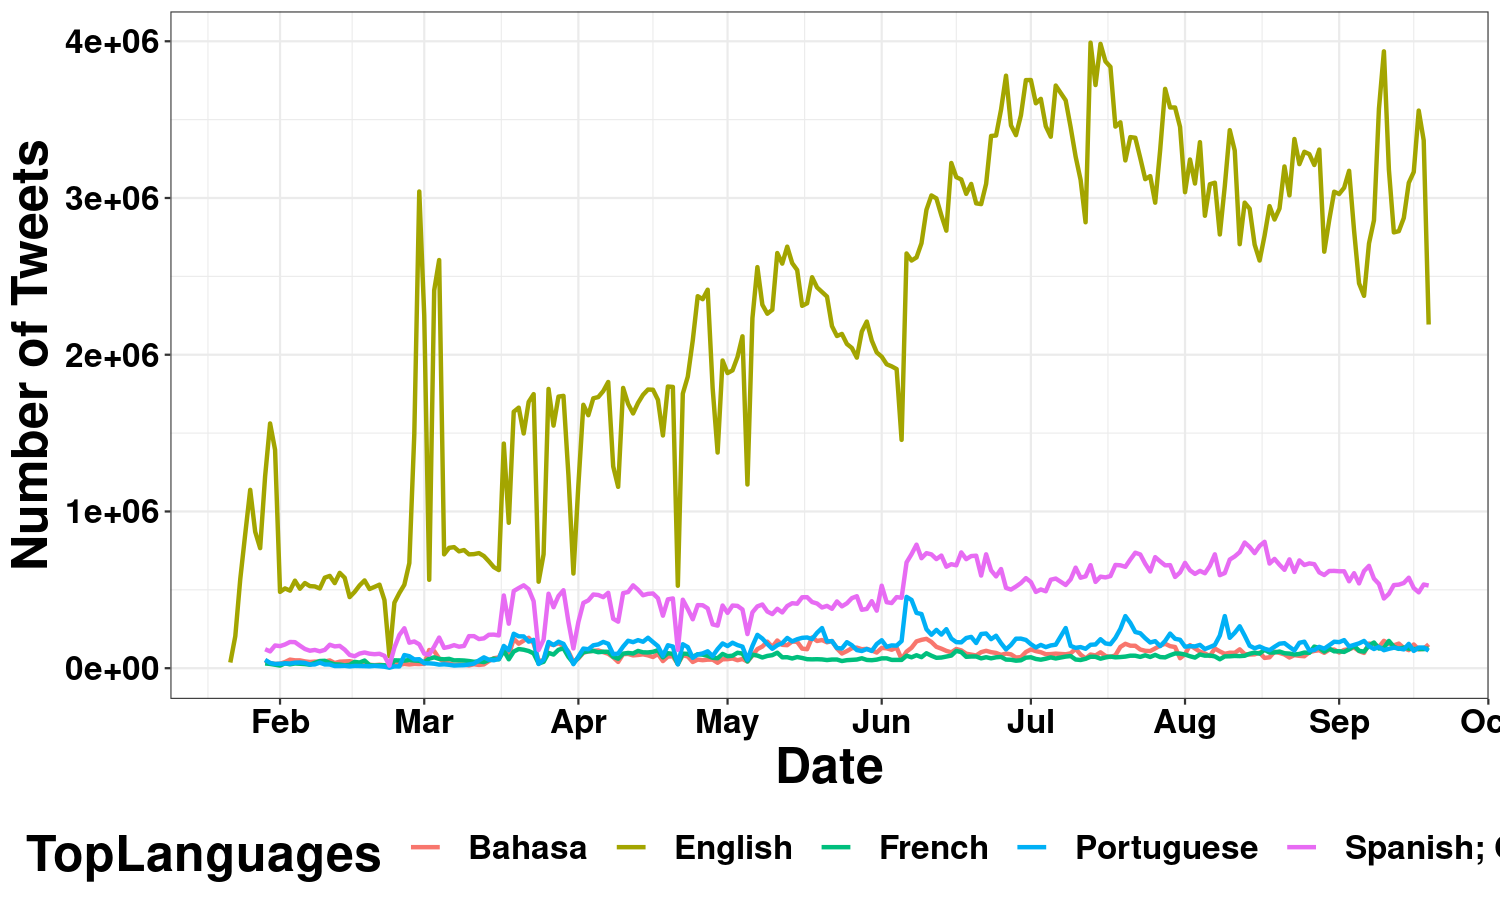 4e+06
3e+06
2e+06
1e+06
0e+00
Number of Tweets
Feb Mar Apr May Jun Jul Aug Sep Oc
Date
TopLanguages Bahasa English French Portuguese Spanish;